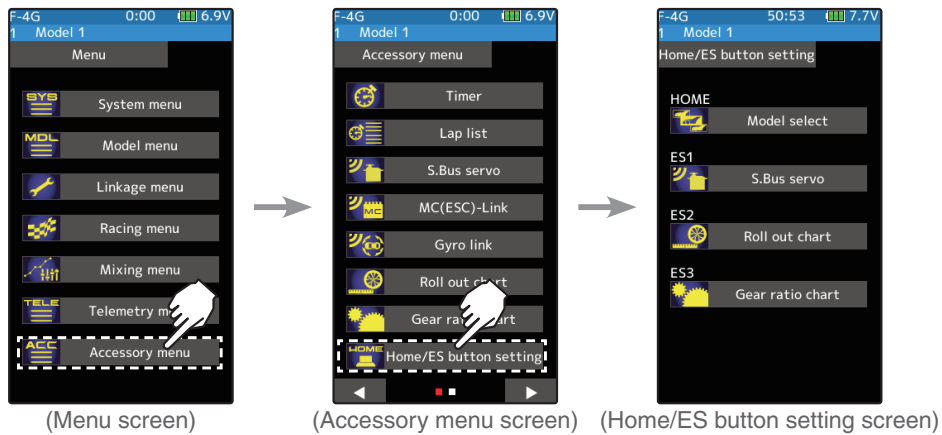 F-4G 0:00 6.9V
1 Model 1
Menu
SYS System menu
MDL Model menu
Linkage menu
Racing menu
Mixing menu
TELE Telemetry m
ACC Accessory menu
(Menu screen)
F-4G 0:00 6.9V
1 Model 1
Accessory menu
Timer
Lap list
S.Bus servo
MC MC(ESC)-Link
Gyro link
Roll out chart
Gear ratio chart
HOME Home/ES button setting
(Accessory menu screen)
F-4G 50:53 7.7V
1 Model 1
Home/ES button setting
HOME
Model select
ES1
S.Bus servo
ES2
Roll out chart
ES3
Gear ratio chart
(Home/ES button setting screen)